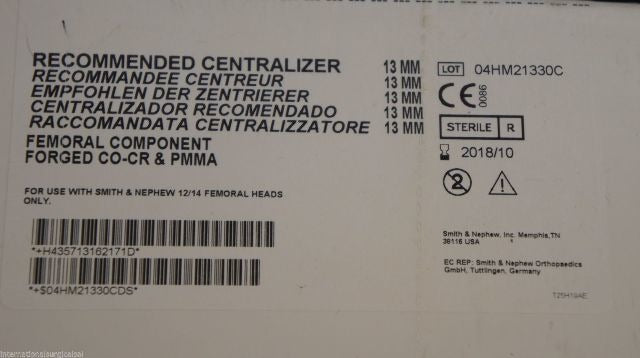 RECOMMENDED CENTRALIZER 13 MM
RECOMMANDEE CENTREUR 13 MM
EMPFOHLEN DER ZENTRIERER 13 MM
CENTRALIZADOR RECOMENDADO 13 MM
RACCOMANDATA CENTRALIZZATORE 13 MM
FEMORAL COMPONENT
FORGED CO-CR & PMMA
FOR USE WITH SMITH & NEPHEW 12/14 FEMORAL HEADS
ONLY.
*+H435713162171D*
*+$04HM21330CDS*
LOT 04HM21330C
CE 0086
STERILE R
2018/10
2
Smith & Nephew, Inc. Memphis,TN
38116 USA
EC REP: Smith & Nephew Orthopaedics
GmbH, Tuttlingen, Germany
T25H19AE
internationalsurgicalpal